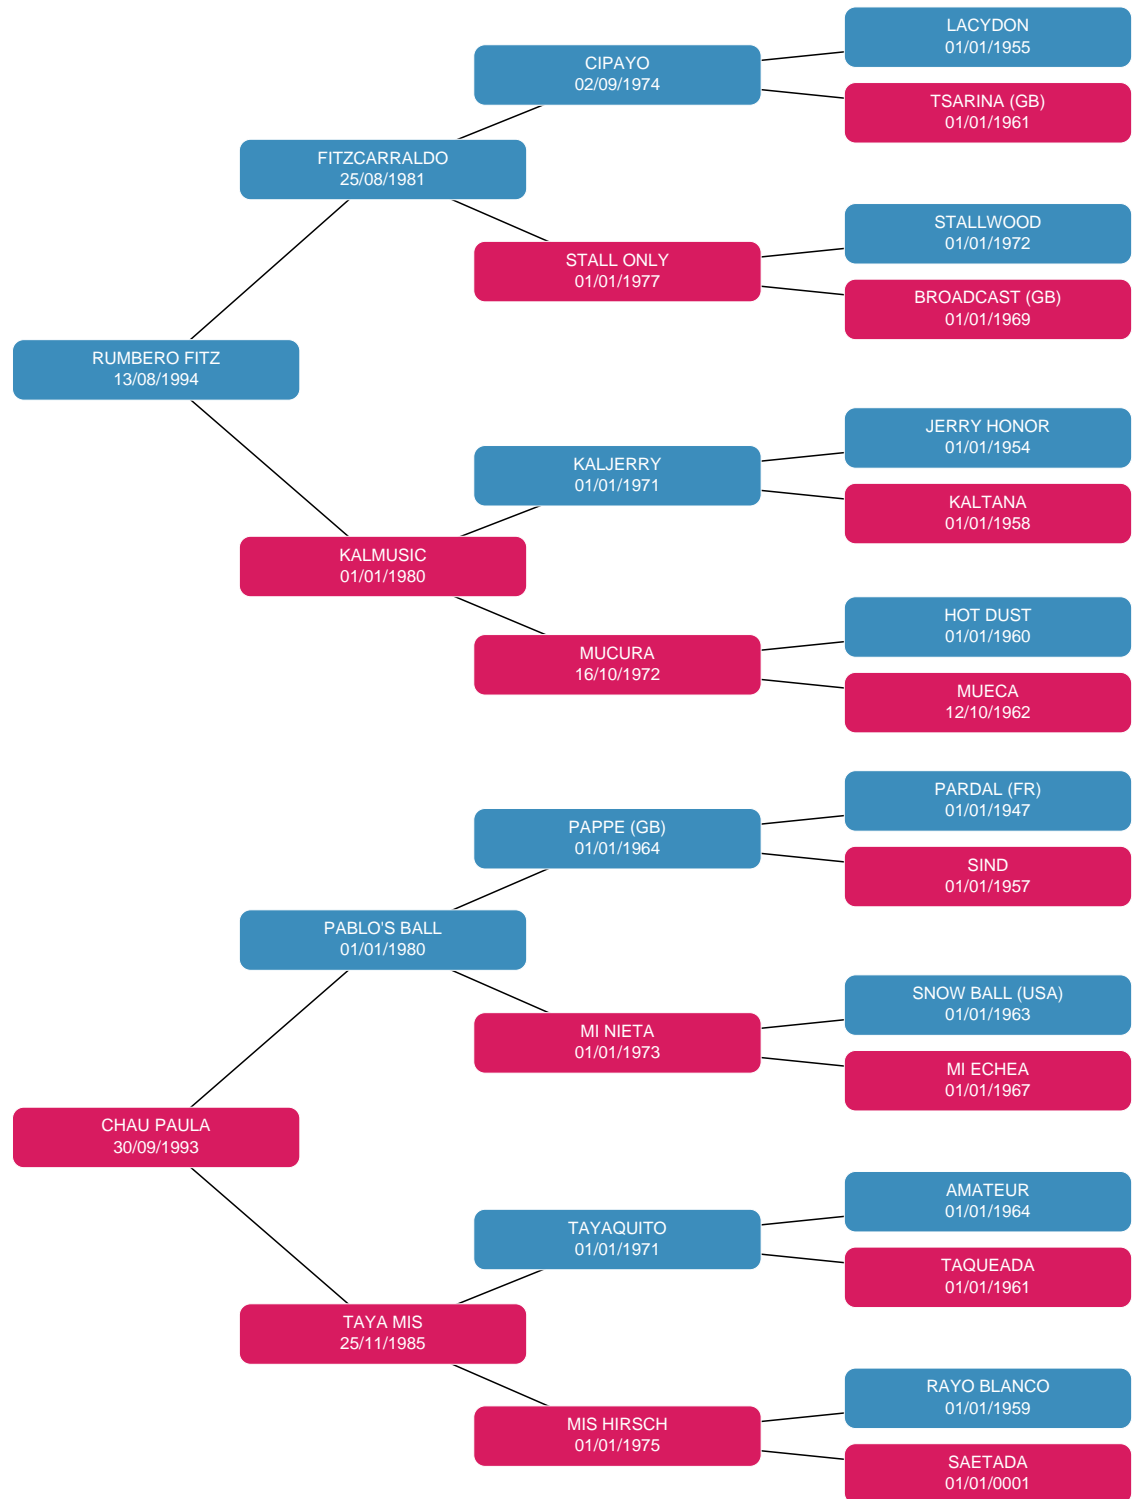 LACYDON
01/01/1955
CIPAYO
02/09/1974
TSARINA (GB)
01/01/1961
FITZCARRALDO
25/08/1981
STALLWOOD
01/01/1972
STALL ONLY
01/01/1977
BROADCAST (GB)
01/01/1969
RUMBERO FITZ
13/08/1994
JERRY HONOR
01/01/1954
KALJERRY
01/01/1971
KALTANA
01/01/1958
KALMUSIC
01/01/1980
HOT DUST
01/01/1960
MUCURA
16/10/1972
MUECA
12/10/1962
PARDAL (FR)
01/01/1947
PAPPE (GB)
01/01/1964
SIND
01/01/1957
PABLO'S BALL
01/01/1980
SNOW BALL (USA)
01/01/1963
MI NIETA
01/01/1973
MI ECHEA
01/01/1967
CHAU PAULA
30/09/1993
AMATEUR
01/01/1964
TAYAQUITO
01/01/1971
TAQUEADA
01/01/1961
TAYA MIS
25/11/1985
RAYO BLANCO
01/01/1959
MIS HIRSCH
01/01/1975
SAETADA
01/01/0001